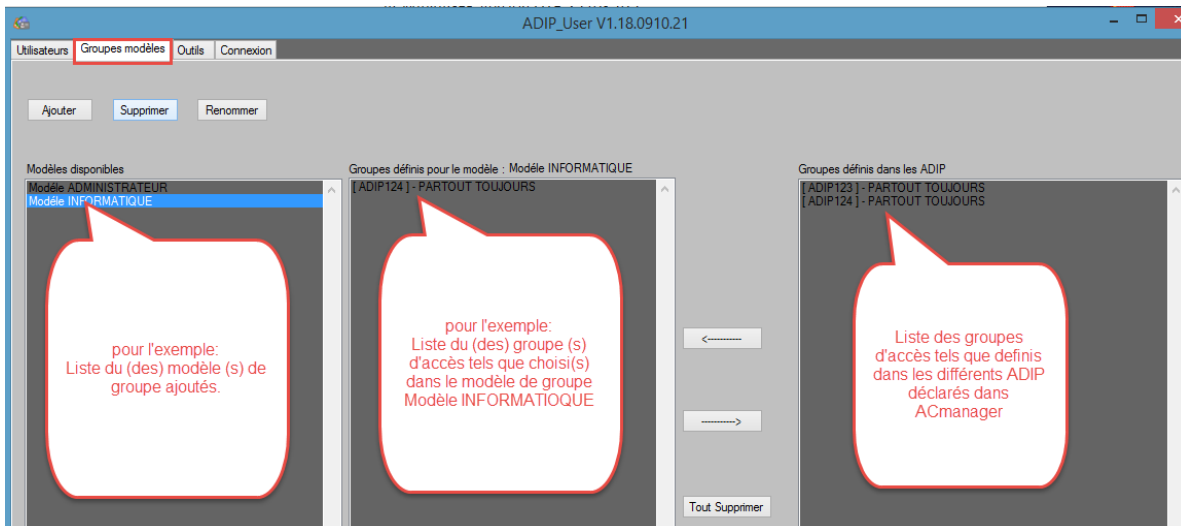 ADIP_User V1.18.0910.21
Utilisateurs Groupes modèles Outils Connexion
Ajouter Supprimer Renommer
Modèles disponibles
Modéle ADMINISTRATEUR
Modéle INFORMATIQUE
pour l'exemple:
Liste du (des) modèle (s) de
groupe ajoutés.
Groupes définis pour le modèle : Modéle INFORMATIQUE
[ ADIP124 ] - PARTOUT TOUJOURS
pour l'exemple:
Liste du (des) groupe (s)
d'accès tels que choisi(s)
dans le modèle de groupe
Modèle INFORMATIOQUE
<-----------
----------->
Tout Supprimer
Groupes définis dans les ADIP
[ ADIP123 ] - PARTOUT TOUJOURS
[ ADIP124 ] - PARTOUT TOUJOURS
Liste des groupes
d'accès tels que definis
dans les différents ADIP
déclarés dans
ACmanager